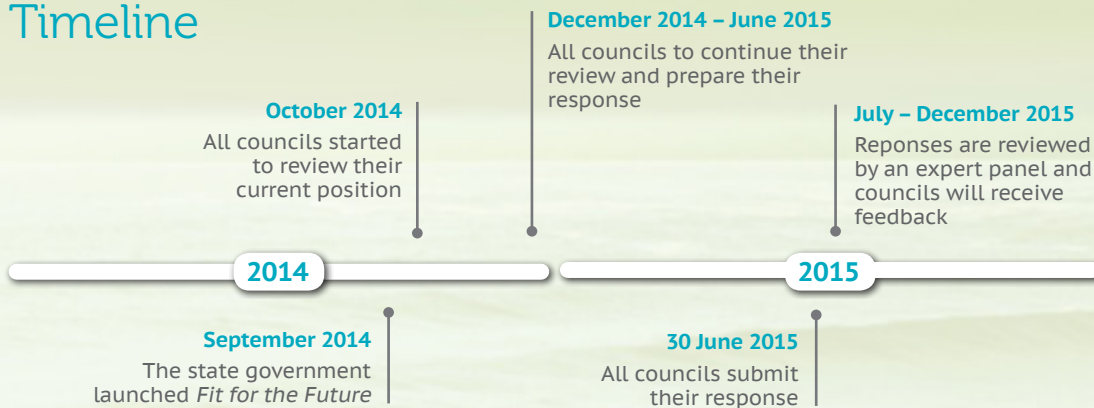 Timeline
December 2014 – June 2015
All councils to continue their
review and prepare their
response
October 2014
All councils started
to review their
current position
July – December 2015
Reponses are reviewed
by an expert panel and
councils will receive
feedback
2014
2015
September 2014
The state government
launched Fit for the Future
30 June 2015
All councils submit
their response